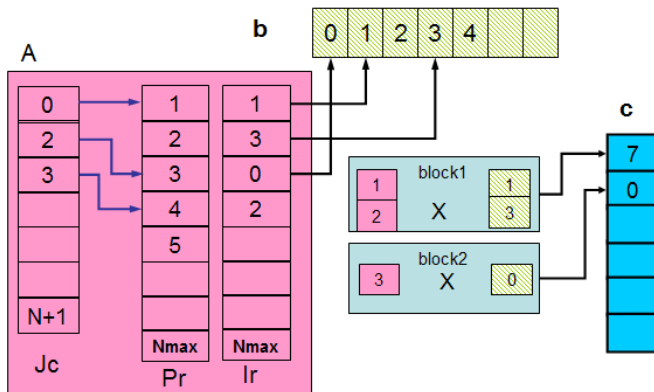 b
0 1 2 3 4
A
c
0 1 1
2 2 3
3 3 0
4 2
5
N+1
Nmax Nmax
Jc
Pr
Ir
block1
1 1
X
2 3
block2
3 X 0
7
0